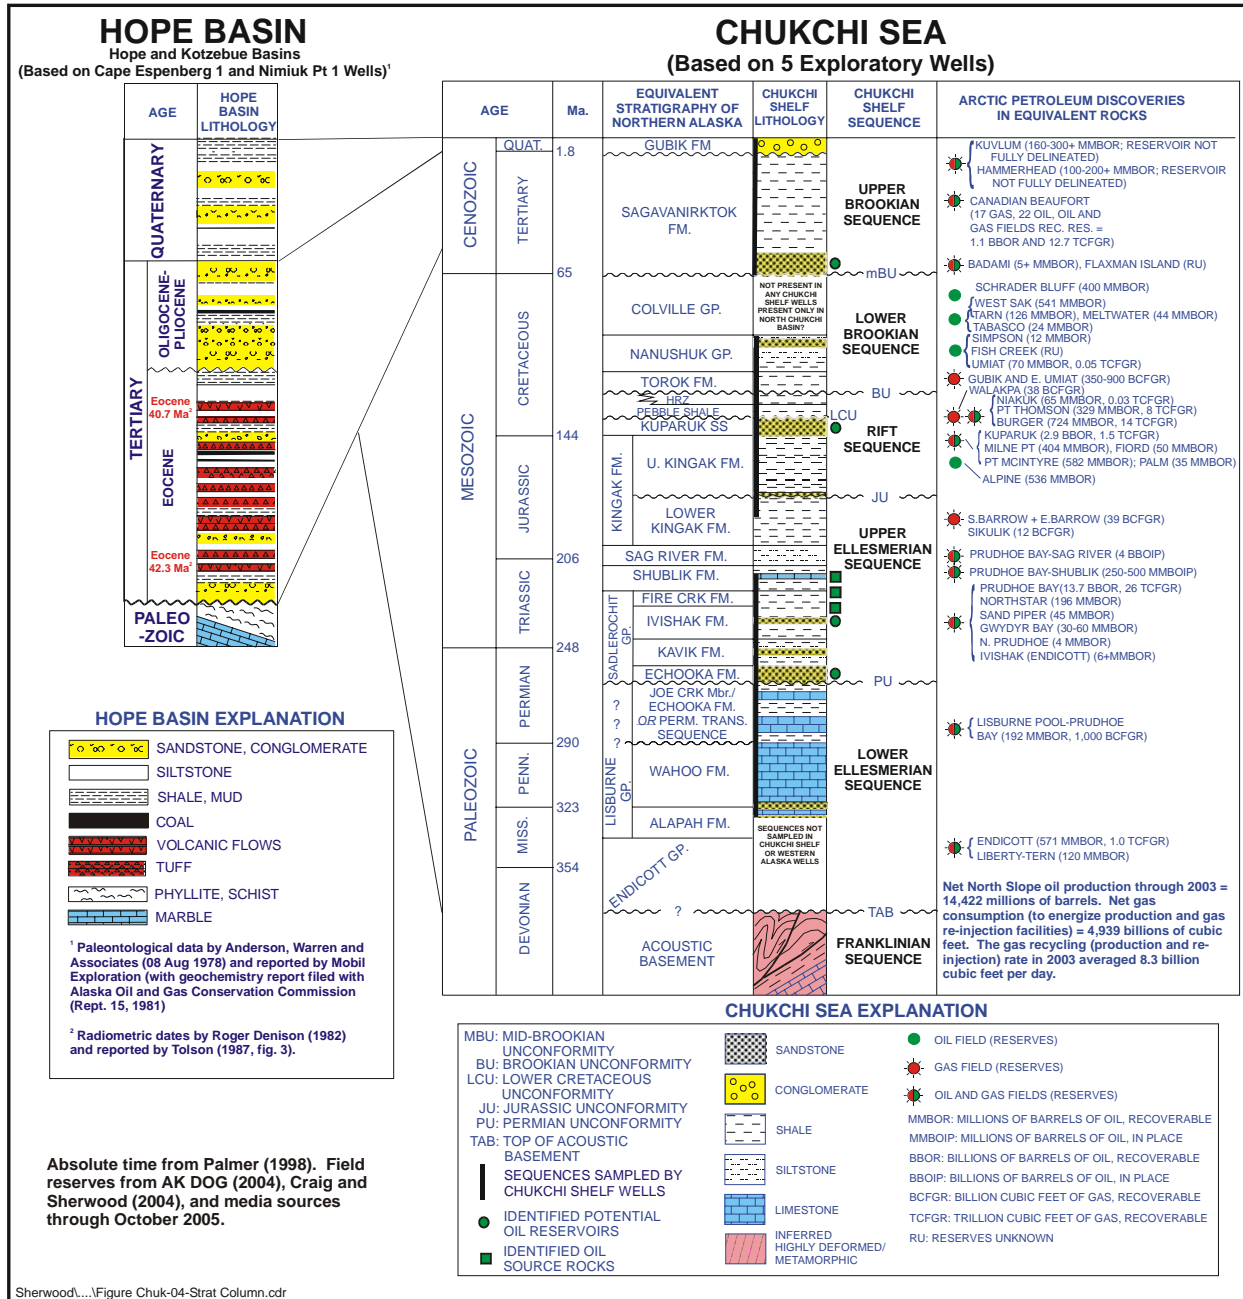 HOPE BASIN
Hope and Kotzebue Basins
(Based on Cape Espenberg 1 and Nimiuk Pt 1 Wells)¹
AGE
HOPE
BASIN
LITHOLOGY
QUATERNARY
TERTIARY
OLIGOCENE-
PLIOCENE
EOCENE
Eocene
40.7 Ma²
Eocene
42.3 Ma²
PALEO
-ZOIC
HOPE BASIN EXPLANATION
SANDSTONE, CONGLOMERATE
SILTSTONE
SHALE, MUD
COAL
VOLCANIC FLOWS
TUFF
PHYLLITE, SCHIST
MARBLE
¹ Paleontological data by Anderson, Warren and
Associates (08 Aug 1978) and reported by Mobil
Exploration (with geochemistry report filed with
Alaska Oil and Gas Conservation Commission
(Rept. 15, 1981)
² Radiometric dates by Roger Denison (1982)
and reported by Tolson (1987, fig. 3).
Absolute time from Palmer (1998). Field
reserves from AK DOG (2004), Craig and
Sherwood (2004), and media sources
through October 2005.
CHUKCHI SEA
(Based on 5 Exploratory Wells)
AGE
Ma.
EQUIVALENT
STRATIGRAPHY OF
NORTHERN ALASKA
CHUKCHI
SHELF
LITHOLOGY
CHUKCHI
SHELF
SEQUENCE
ARCTIC PETROLEUM DISCOVERIES
IN EQUIVALENT ROCKS
CENOZOIC
MESOZOIC
PALEOZOIC
QUAT.
TERTIARY
CRETACEOUS
JURASSIC
TRIASSIC
PERMIAN
PENN.
MISS.
DEVONIAN
1.8
65
144
206
248
290
323
354
GUBIK FM
SAGAVANIRKTOK
FM.
COLVILLE GP.
NANUSHUK GP.
TOROK FM.
HRZ
PEBBLE SHALE
KUPARUK SS
KINGAK FM.
U. KINGAK FM.
LOWER
KINGAK FM.
SAG RIVER FM.
SHUBLIK FM.
SADLEROCHIT
GP.
FIRE CRK FM.
IVISHAK FM.
KAVIK FM.
ECHOOKA FM.
?
?
?
JOE CRK Mbr./
ECHOOKA FM.
OR PERM. TRANS.
SEQUENCE
LISBURNE
GP.
WAHOO FM.
ALAPAH FM.
ENDICOTT GP.
?
ACOUSTIC
BASEMENT
NOT PRESENT IN
ANY CHUKCHI
SHELF WELLS
PRESENT ONLY IN
NORTH CHUKCHI
BASIN?
SEQUENCES NOT
SAMPLED IN
CHUKCHI SHELF
OR WESTERN
ALASKA WELLS
UPPER
BROOKIAN
SEQUENCE
mBU
LOWER
BROOKIAN
SEQUENCE
BU
LCU
RIFT
SEQUENCE
JU
UPPER
ELLESMERIAN
SEQUENCE
PU
LOWER
ELLESMERIAN
SEQUENCE
TAB
FRANKLINIAN
SEQUENCE
KUVLUM (160-300+ MMBOR; RESERVOIR NOT
FULLY DELINEATED)
HAMMERHEAD (100-200+ MMBOR; RESERVOIR
NOT FULLY DELINEATED)
CANADIAN BEAUFORT
(17 GAS, 22 OIL, OIL AND
GAS FIELDS REC. RES. =
1.1 BBOR AND 12.7 TCFGR)
BADAMI (5+ MMBOR), FLAXMAN ISLAND (RU)
SCHRADER BLUFF (400 MMBOR)
WEST SAK (541 MMBOR)
TARN (126 MMBOR), MELTWATER (44 MMBOR)
TABASCO (24 MMBOR)
SIMPSON (12 MMBOR)
FISH CREEK (RU)
UMIAT (70 MMBOR, 0.05 TCFGR)
GUBIK AND E. UMIAT (350-900 BCFGR)
WALAKPA (38 BCFGR)
NIAKUK (65 MMBOR, 0.03 TCFGR)
PT THOMSON (329 MMBOR, 8 TCFGR)
BURGER (724 MMBOR, 14 TCFGR)
KUPARUK (2.9 BBOR, 1.5 TCFGR)
MILNE PT (404 MMBOR), FIORD (50 MMBOR)
PT MCINTYRE (582 MMBOR); PALM (35 MMBOR)
ALPINE (536 MMBOR)
S.BARROW + E.BARROW (39 BCFGR)
SIKULIK (12 BCFGR)
PRUDHOE BAY-SAG RIVER (4 BBOIP)
PRUDHOE BAY-SHUBLIK (250-500 MMBOIP)
PRUDHOE BAY(13.7 BBOR, 26 TCFGR)
NORTHSTAR (196 MMBOR)
SAND PIPER (45 MMBOR)
GWYDYR BAY (30-60 MMBOR)
N. PRUDHOE (4 MMBOR)
IVISHAK (ENDICOTT) (6+MMBOR)
LISBURNE POOL-PRUDHOE
BAY (192 MMBOR, 1,000 BCFGR)
ENDICOTT (571 MMBOR, 1.0 TCFGR)
LIBERTY-TERN (120 MMBOR)
Net North Slope oil production through 2003 =
14,422 millions of barrels. Net gas
consumption (to energize production and gas
re-injection facilities) = 4,939 billions of cubic
feet. The gas recycling (production and re-
injection) rate in 2003 averaged 8.3 billion
cubic feet per day.
CHUKCHI SEA EXPLANATION
MBU: MID-BROOKIAN
UNCONFORMITY
BU: BROOKIAN UNCONFORMITY
LCU: LOWER CRETACEOUS
UNCONFORMITY
JU: JURASSIC UNCONFORMITY
PU: PERMIAN UNCONFORMITY
TAB: TOP OF ACOUSTIC
BASEMENT
SEQUENCES SAMPLED BY
CHUKCHI SHELF WELLS
IDENTIFIED POTENTIAL
OIL RESERVOIRS
IDENTIFIED OIL
SOURCE ROCKS
SANDSTONE
CONGLOMERATE
SHALE
SILTSTONE
LIMESTONE
INFERRED
HIGHLY DEFORMED/
METAMORPHIC
OIL FIELD (RESERVES)
GAS FIELD (RESERVES)
OIL AND GAS FIELDS (RESERVES)
MMBOR: MILLIONS OF BARRELS OF OIL, RECOVERABLE
MMBOIP: MILLIONS OF BARRELS OF OIL, IN PLACE
BBOR: BILLIONS OF BARRELS OF OIL, RECOVERABLE
BBOIP: BILLIONS OF BARRELS OF OIL, IN PLACE
BCFGR: BILLION CUBIC FEET OF GAS, RECOVERABLE
TCFGR: TRILLION CUBIC FEET OF GAS, RECOVERABLE
RU: RESERVES UNKNOWN
Sherwood\....\Figure Chuk-04-Strat Column.cdr